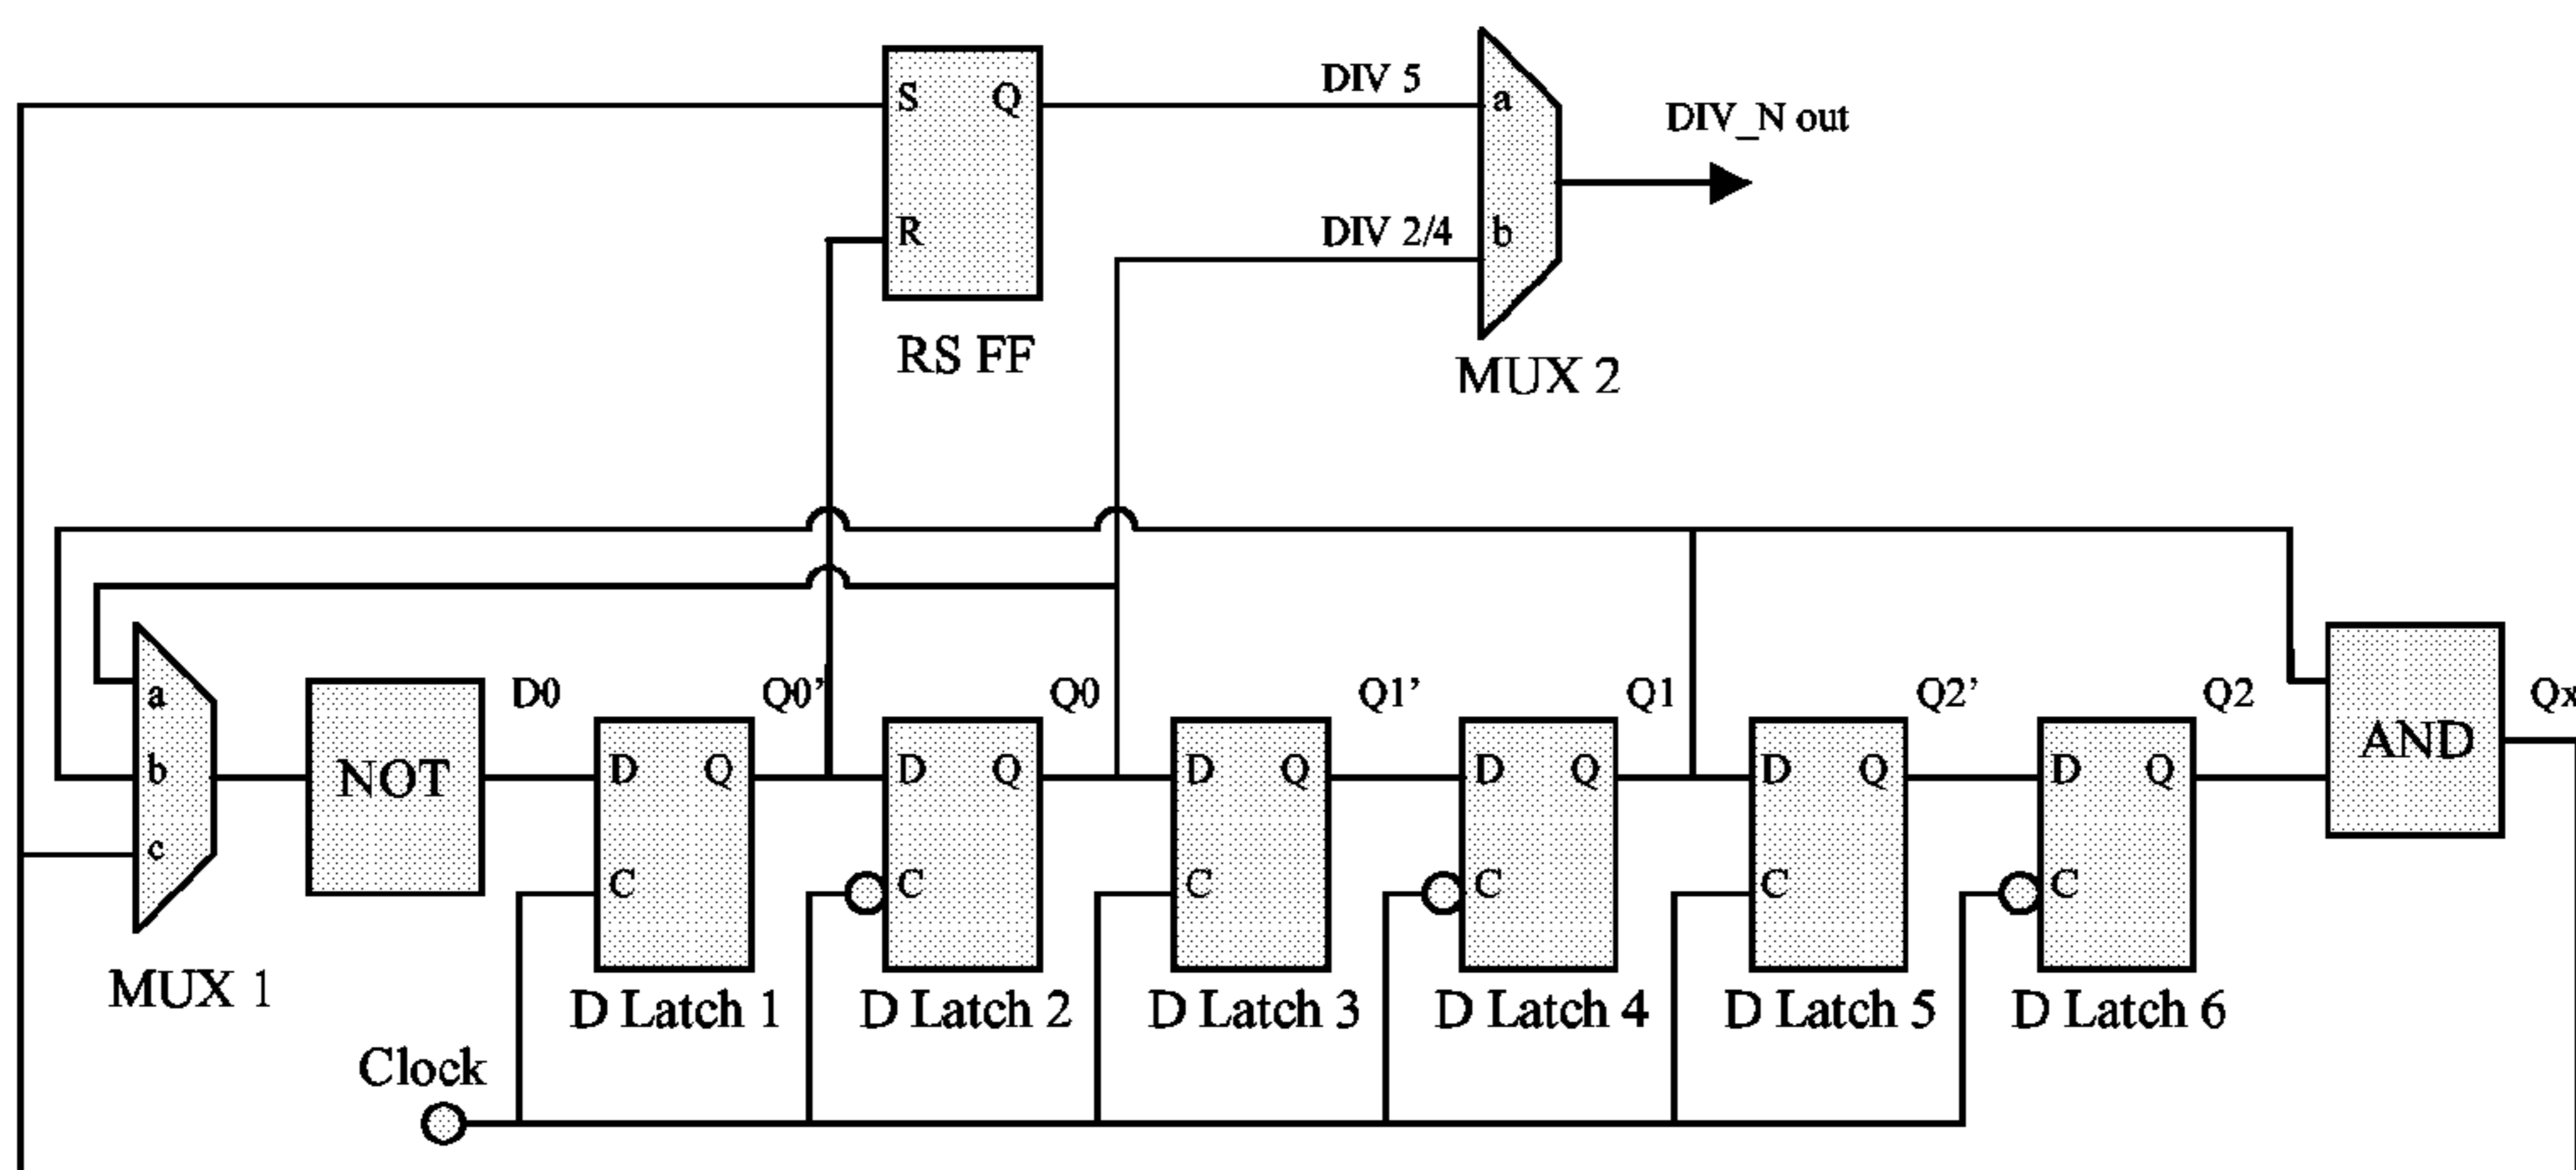 DIV 5
S Q
a
DIV_N out
DIV 2/4
R
b
RS FF
MUX 2
a
D0
Q0’
Q0
Q1’
Q1
Q2’
Q2
Qx
b
NOT
D Q
D Q
D Q
D Q
D Q
D Q
AND
c
C
C
C
C
C
C
MUX 1
D Latch 1
D Latch 2
D Latch 3
D Latch 4
D Latch 5
D Latch 6
Clock